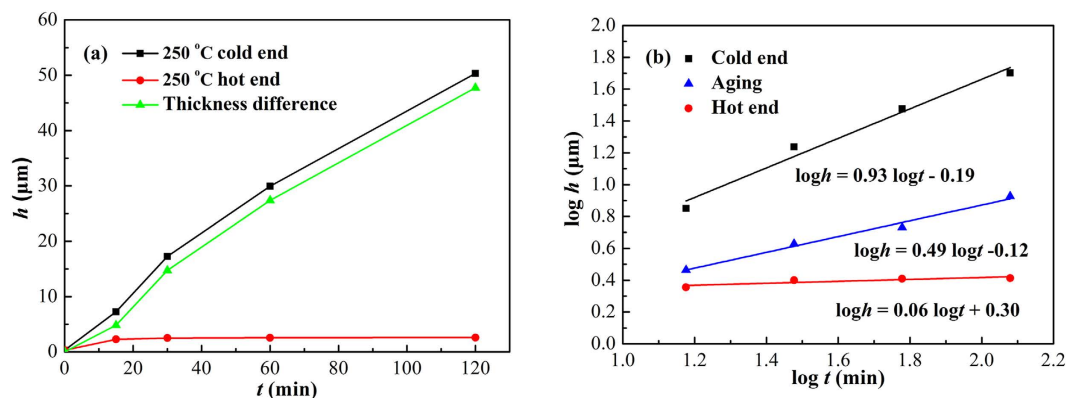 (a)
250 °C cold end
250 °C hot end
Thickness difference
60
50
40
30
20
10
0
h (μm)
0 20 40 60 80 100 120
t (min)
(b)
Cold end
Aging
Hot end
2.0
1.8
1.6
1.4
1.2
1.0
0.8
0.6
0.4
0.2
0.0
log h (μm)
logh = 0.93 logt - 0.19
logh = 0.49 logt -0.12
logh = 0.06 logt + 0.30
1.0 1.2 1.4 1.6 1.8 2.0 2.2
log t (min)